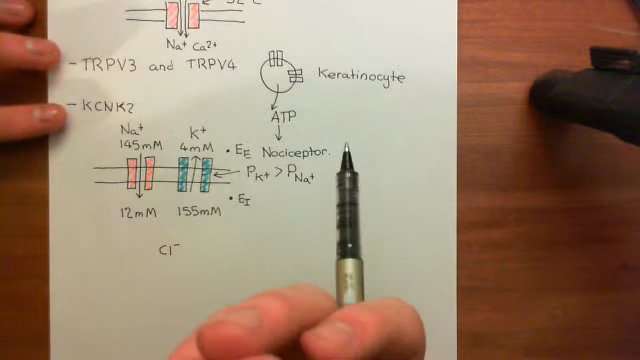 Na⁺ Ca²⁺
- TRPV3 and TRPV4
Keratinocyte
- KCNK2
ATP
Na⁺ K⁺
145mM 4mM • E_E Nociceptor.
P_K⁺ > P_Na⁺
• E_I
12mM 155mM
Cl⁻